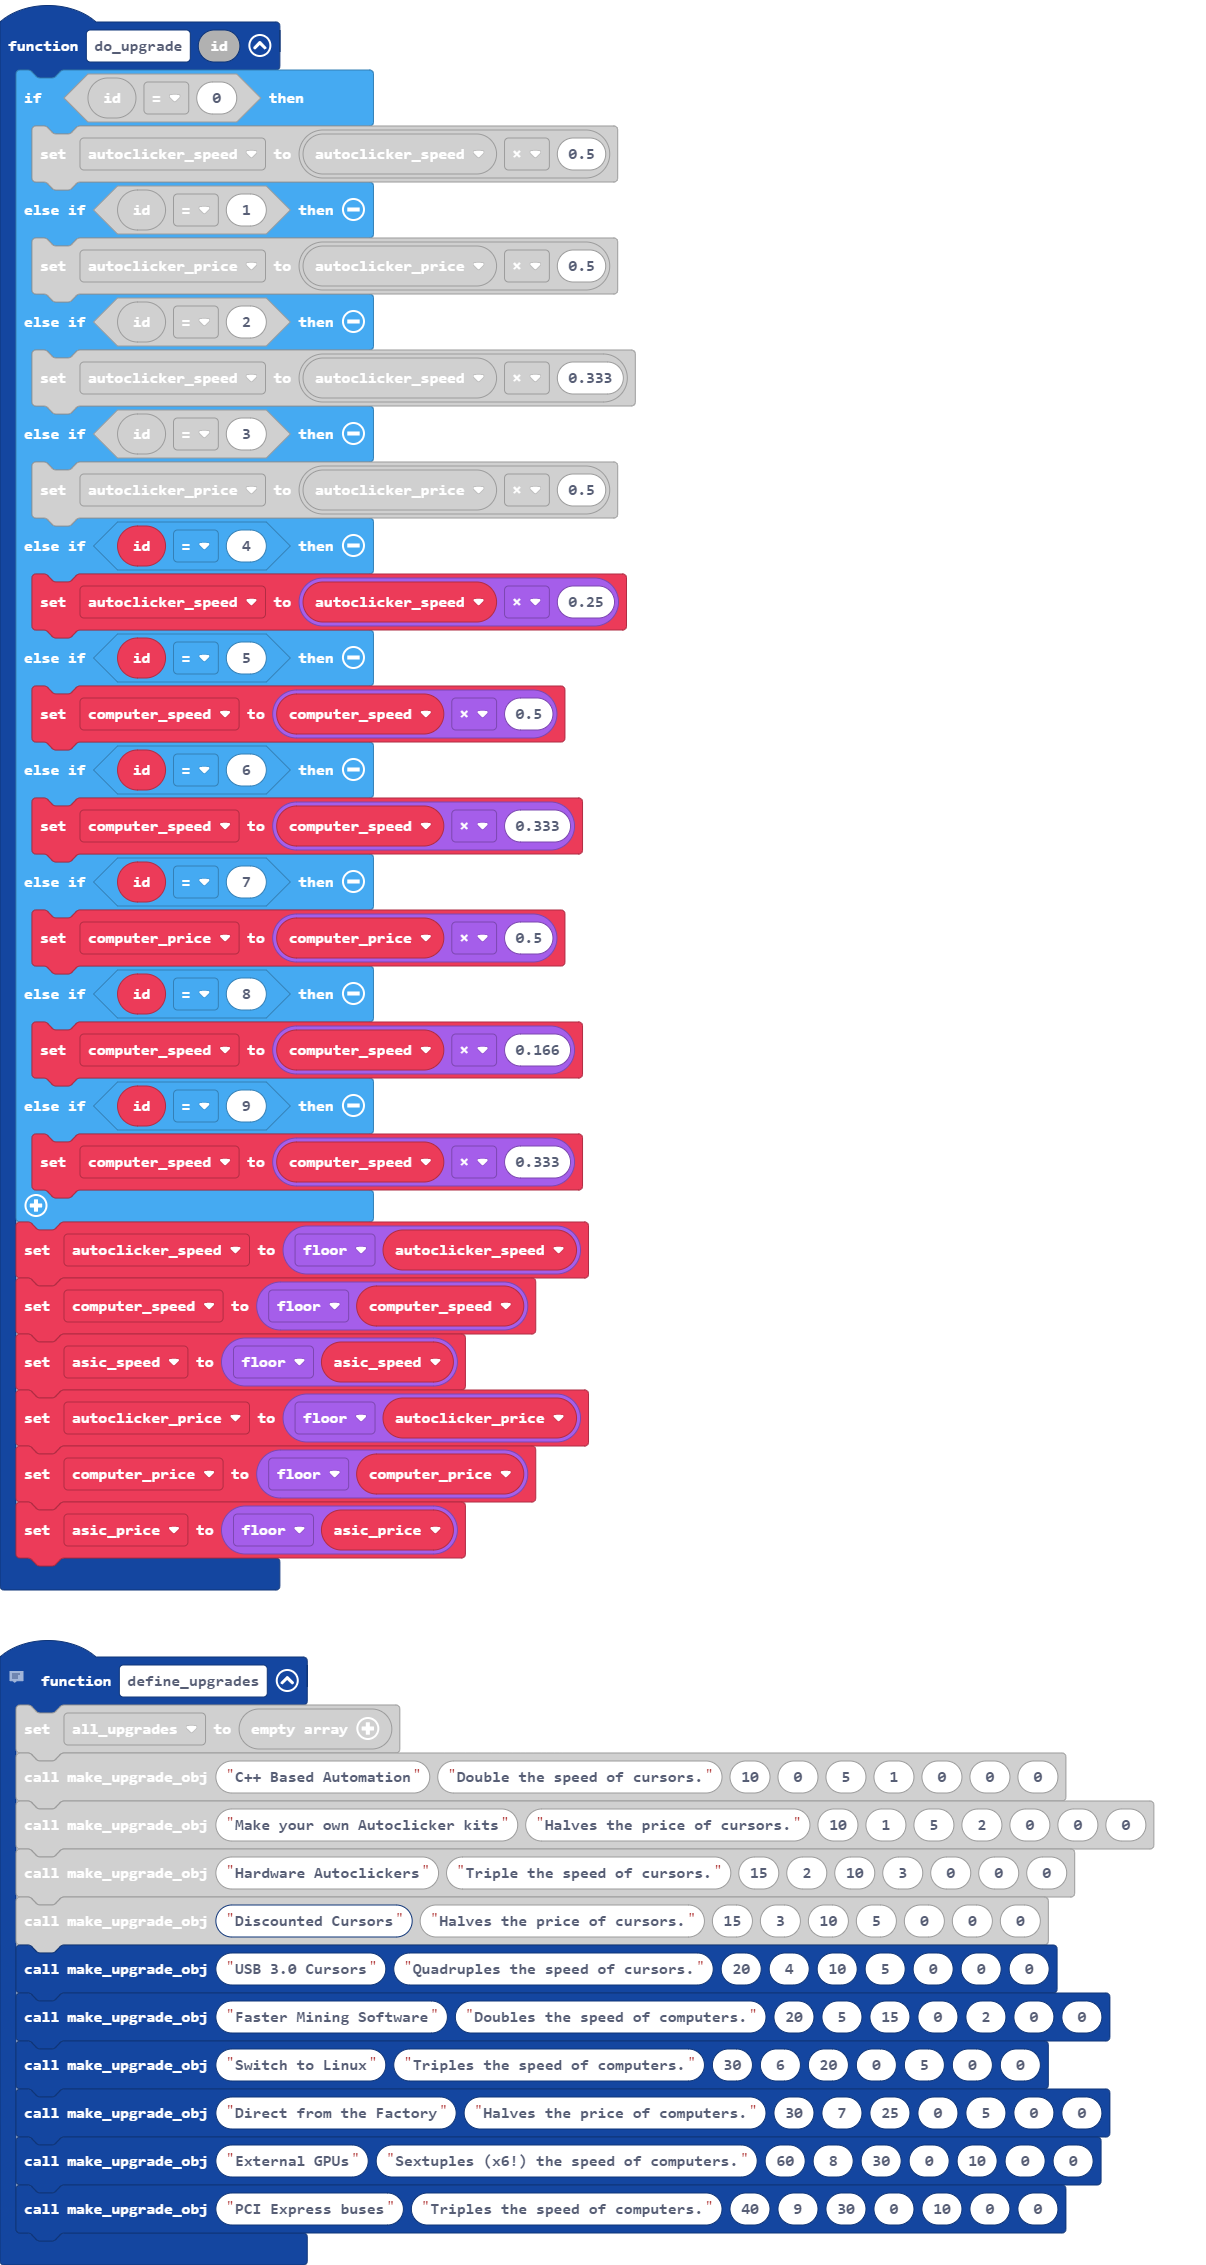 function do_upgrade id
if id = 0 then
set autoclicker_speed to autoclicker_speed × 0.5
else if id = 1 then
set autoclicker_price to autoclicker_price × 0.5
else if id = 2 then
set autoclicker_speed to autoclicker_speed × 0.333
else if id = 3 then
set autoclicker_price to autoclicker_price × 0.5
else if id = 4 then
set autoclicker_speed to autoclicker_speed × 0.25
else if id = 5 then
set computer_speed to computer_speed × 0.5
else if id = 6 then
set computer_speed to computer_speed × 0.333
else if id = 7 then
set computer_price to computer_price × 0.5
else if id = 8 then
set computer_speed to computer_speed × 0.166
else if id = 9 then
set computer_speed to computer_speed × 0.333
set autoclicker_speed to floor autoclicker_speed
set computer_speed to floor computer_speed
set asic_speed to floor asic_speed
set autoclicker_price to floor autoclicker_price
set computer_price to floor computer_price
set asic_price to floor asic_price
function define_upgrades
set all_upgrades to empty array
call make_upgrade_obj "C++ Based Automation" "Double the speed of cursors." 10 0 5 1 0 0 0
call make_upgrade_obj "Make your own Autoclicker kits" "Halves the price of cursors." 10 1 5 2 0 0 0
call make_upgrade_obj "Hardware Autoclickers" "Triple the speed of cursors." 15 2 10 3 0 0 0
call make_upgrade_obj "Discounted Cursors" "Halves the price of cursors." 15 3 10 5 0 0 0
call make_upgrade_obj "USB 3.0 Cursors" "Quadruples the speed of cursors." 20 4 10 5 0 0 0
call make_upgrade_obj "Faster Mining Software" "Doubles the speed of computers." 20 5 15 0 2 0 0
call make_upgrade_obj "Switch to Linux" "Triples the speed of computers." 30 6 20 0 5 0 0
call make_upgrade_obj "Direct from the Factory" "Halves the price of computers." 30 7 25 0 5 0 0
call make_upgrade_obj "External GPUs" "Sextuples (x6!) the speed of computers." 60 8 30 0 10 0 0
call make_upgrade_obj "PCI Express buses" "Triples the speed of computers." 40 9 30 0 10 0 0